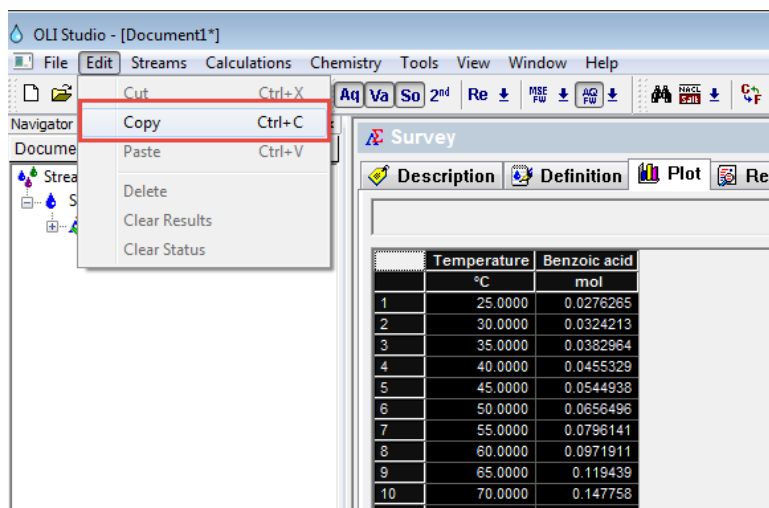 OLI Studio - [Document1*]
File Edit Streams Calculations Chemistry Tools View Window Help
Cut Ctrl+X
Copy Ctrl+C
Paste Ctrl+V
Delete
Clear Results
Clear Status
Aq Va So 2nd Re MSE FW AQ FW NACL
Navigator
Docume
Strea
S
Survey
Description Definition Plot Re
Temperature Benzoic acid
°C mol
1 25.0000 0.0276265
2 30.0000 0.0324213
3 35.0000 0.0382964
4 40.0000 0.0455329
5 45.0000 0.0544938
6 50.0000 0.0656496
7 55.0000 0.0796141
8 60.0000 0.0971911
9 65.0000 0.119439
10 70.0000 0.147758